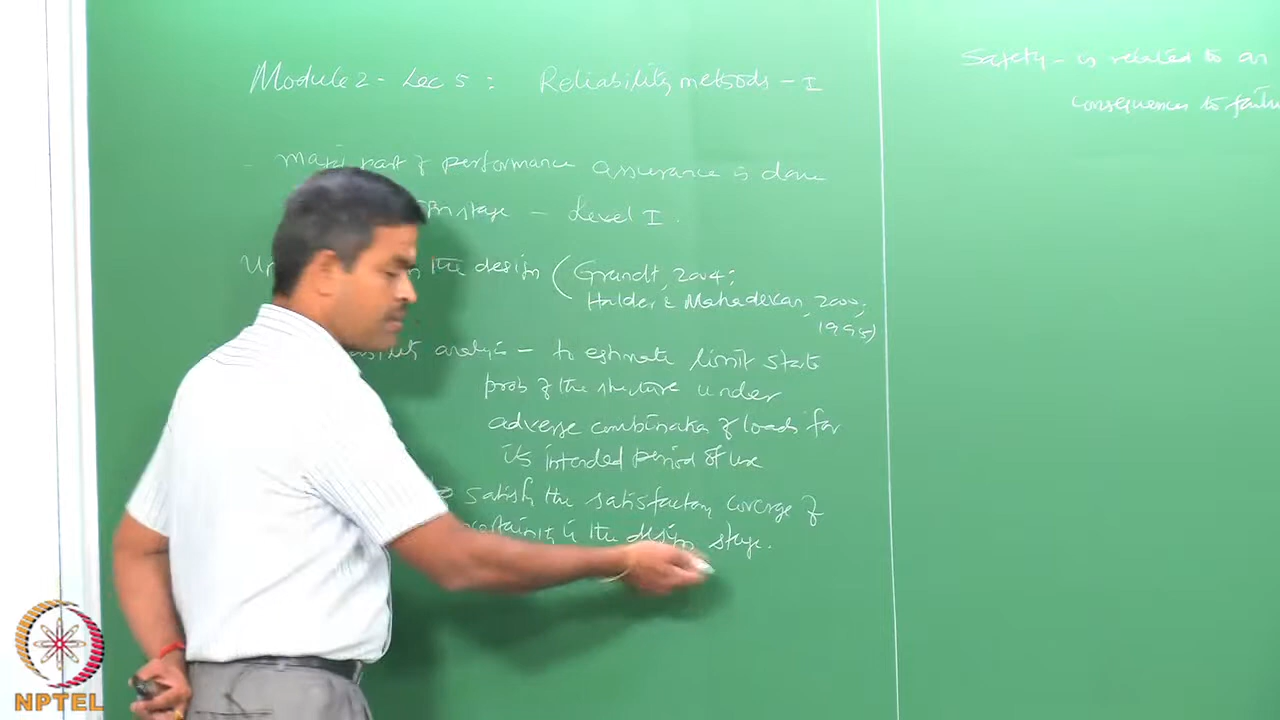 Module 2 - Lec 5 : Reliability methods - I
- Major part of performance assurance is done
stage - Level I.
the design (Grandt, 2004;
Halder & Mahadevan, 2000;
1995)
analysis - to estimate limit state
prob of the structure under
adverse combination of loads for
its intended period of use
satisfy the satisfactory coverage of
in the design stage.
Safety - is related to an
consequences to failu
NPTEL